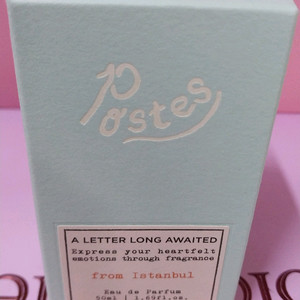 Postes
A LETTER LONG AWAITED
Express your heartfelt
emotions through fragrance
from Istanbul
Eau de Parfum
50ml | 1.69fl.oz.